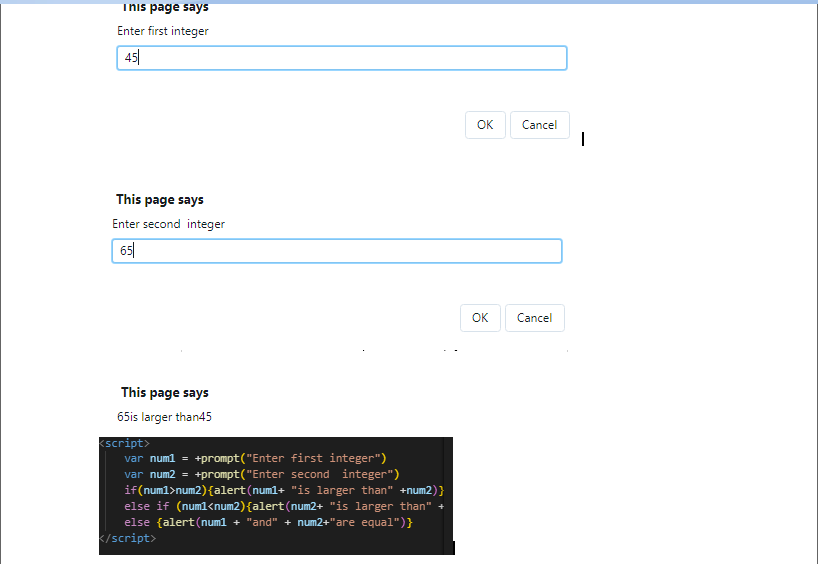 This page says
Enter first integer
45
OK Cancel
This page says
Enter second  integer
65
OK Cancel
This page says
65is larger than45
<script>
var num1 = +prompt("Enter first integer")
var num2 = +prompt("Enter second  integer")
if(num1>num2){alert(num1+ "is larger than" +num2)}
else if (num1<num2){alert(num2+ "is larger than" +
else {alert(num1 + "and" + num2+"are equal")}
</script>